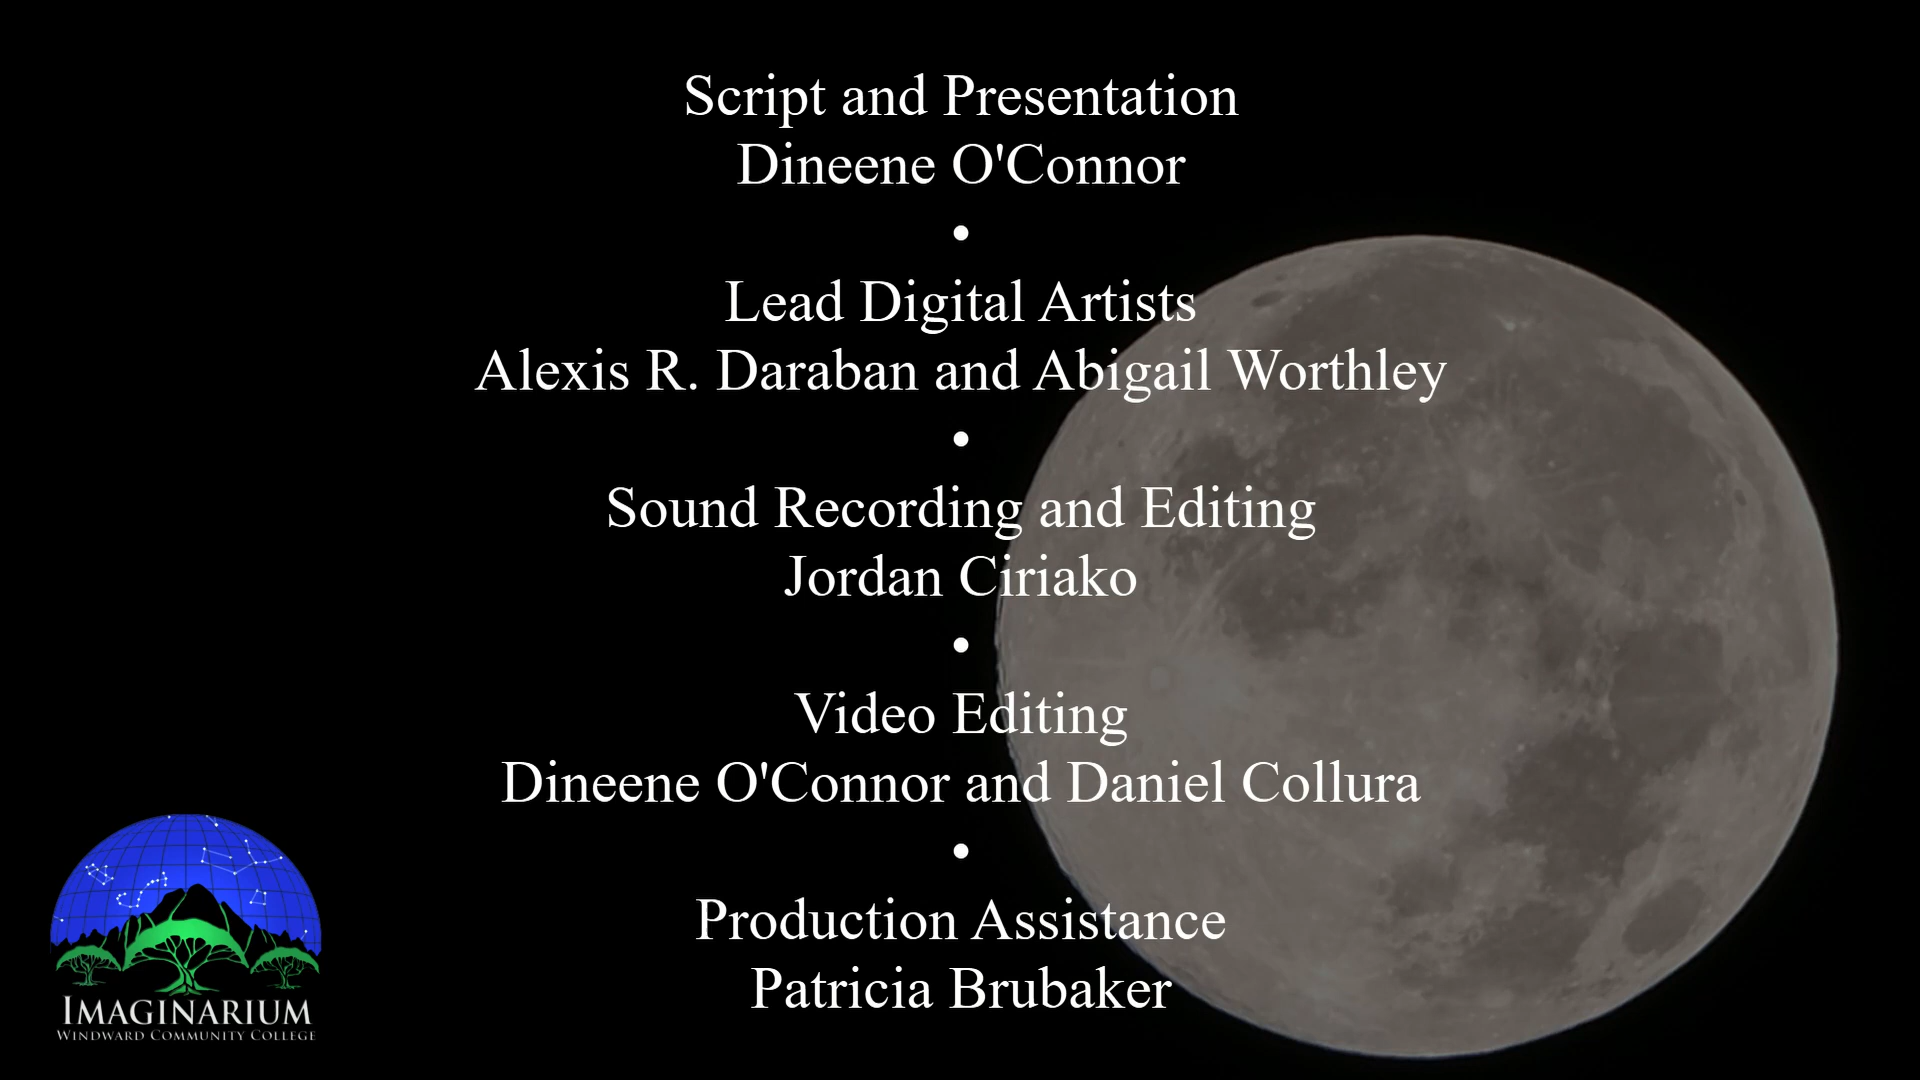 Script and Presentation
Dineene O'Connor
•
Lead Digital Artists
Alexis R. Daraban and Abigail Worthley
•
Sound Recording and Editing
Jordan Ciriako
•
Video Editing
Dineene O'Connor and Daniel Collura
•
Production Assistance
Patricia Brubaker
IMAGINARIUM
WINDWARD COMMUNITY COLLEGE